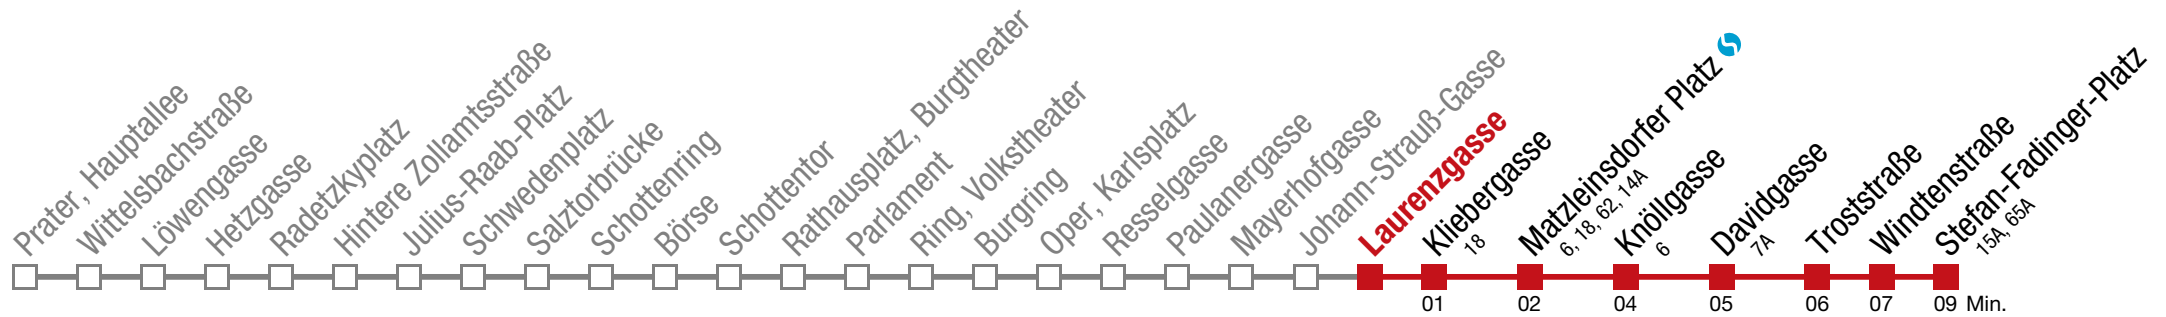 Prater, Hauptallee
Wittelsbachstraße
Löwengasse
Hetzgasse
Radetzkyplatz
Hintere Zollamtsstraße
Julius-Raab-Platz
Schwedenplatz
Salztorbrücke
Schottenring
Börse
Schottentor
Rathausplatz, Burgtheater
Parlament
Ring, Volkstheater
Burgring
Oper, Karlsplatz
Resselgasse
Paulanergasse
Mayerhofgasse
Johann-Strauß-Gasse
Laurenzgasse
Kliebergasse
18
Matzleinsdorfer Platz
6, 18, 62, 14A
Knöllgasse
6
Davidgasse
7A
Troststraße
Windtenstraße
Stefan-Fadinger-Platz
15A, 65A
01 02 04 05 06 07 09 Min.